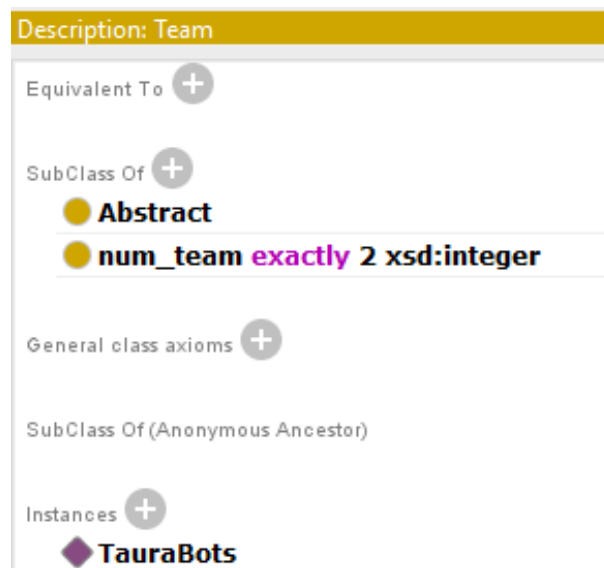 Description: Team
Equivalent To
SubClass Of
Abstract
num_team exactly 2 xsd:integer
General class axioms
SubClass Of (Anonymous Ancestor)
Instances
TauraBots